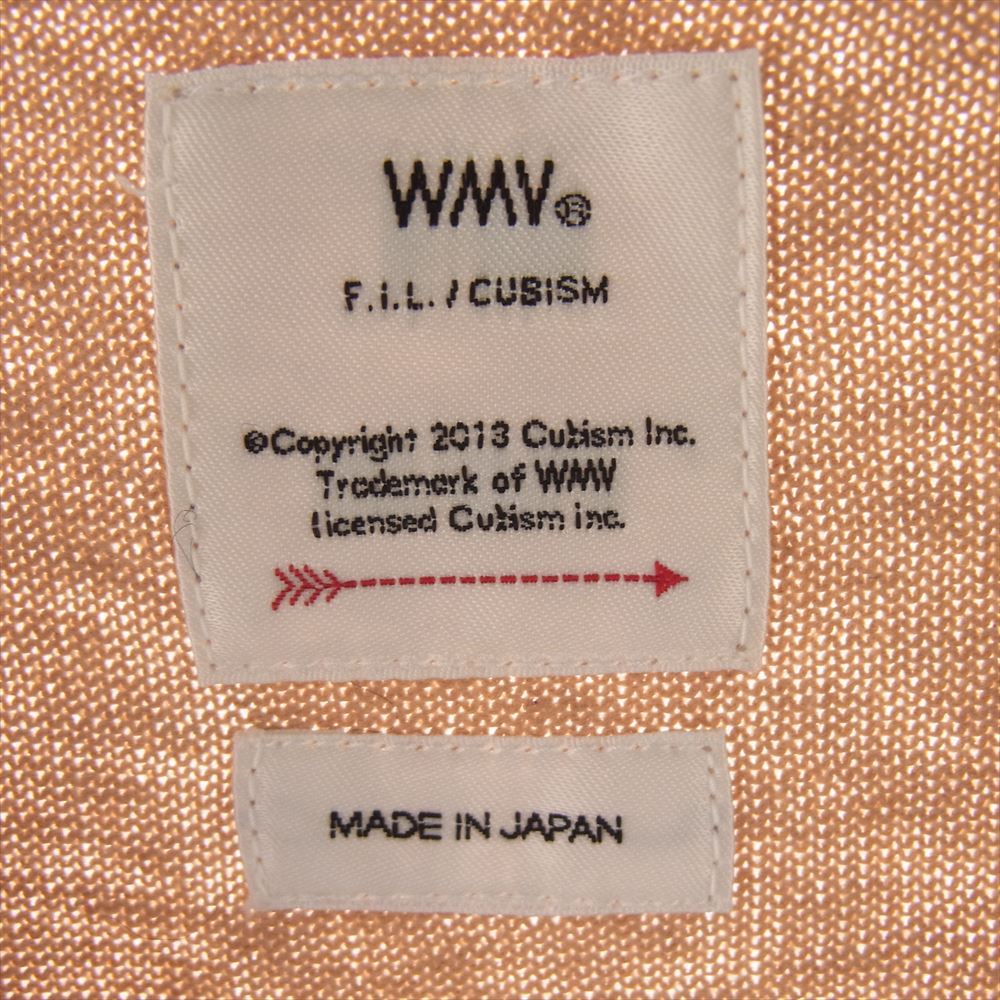 WMV®
F.i.L. / CUBISM
©Copyright 2013 Cubism Inc.
Trademark of WMV
licensed Cubism inc.
MADE IN JAPAN